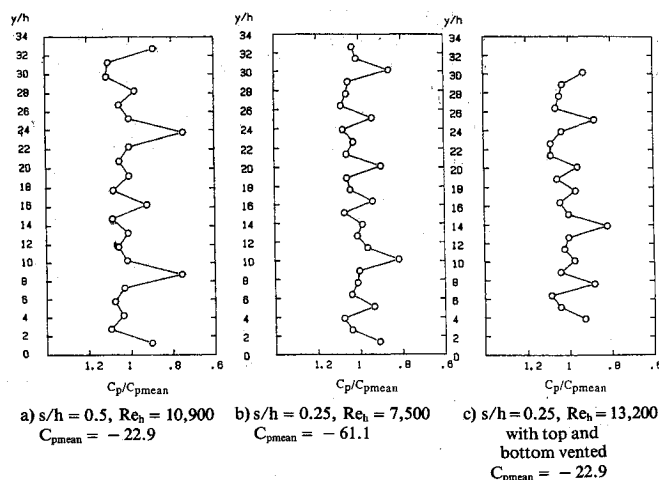 y/h y/h y/h
34 34 34
32 32 32
30 30 30
28 28 28
26 26 26
24 24 24
22 22 22
20 20 20
18 18 18
16 16 16
14 14 14
12 12 12
10 10 10
8 8 8
6 6 6
4 4 4
2 2 2
0 0 0
1.2 1 .8 .6 1.2 1 .8 .6 1.2 1 .8 .6
Cp/Cpmean Cp/Cpmean Cp/Cpmean
a) s/h = 0.5, Reh = 10,900 b) s/h = 0.25, Reh = 7,500 c) s/h = 0.25, Reh = 13,200
Cpmean = − 22.9 Cpmean = − 61.1 with top and
bottom vented
Cpmean = − 22.9